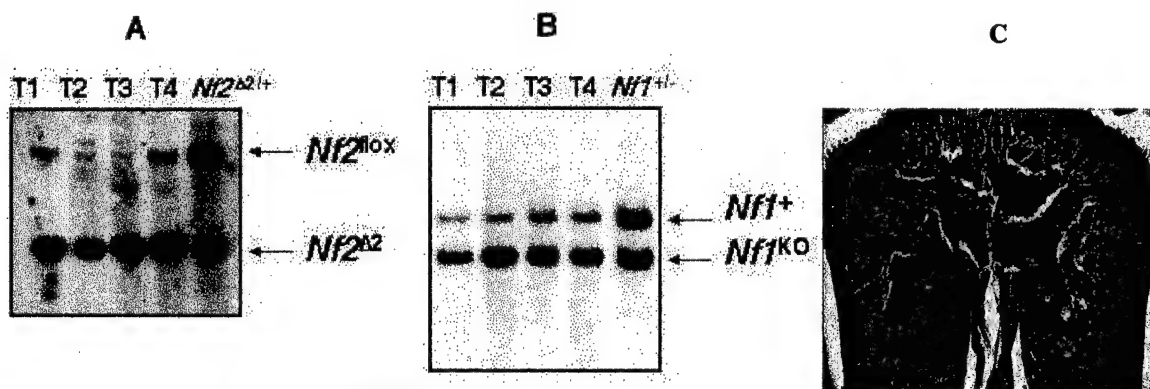 A
T1 T2 T3 T4 Nf2Δ2/+
Nf2flox
Nf2Δ2
B
T1 T2 T3 T4 Nf1+/-
Nf1+
Nf1KO
C